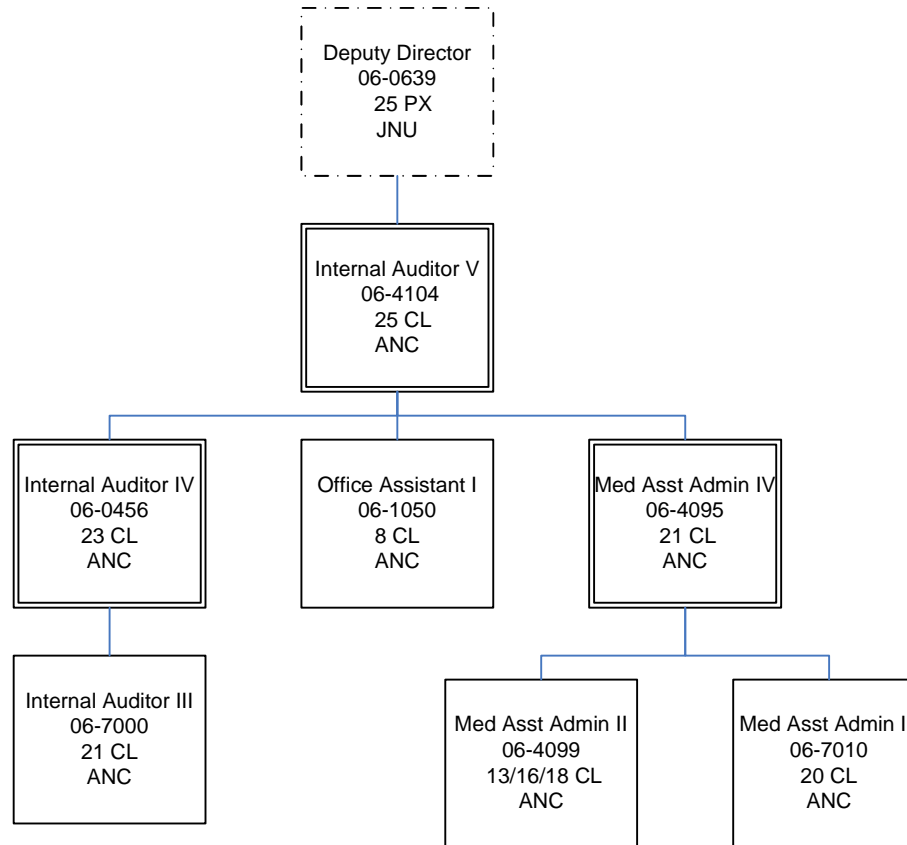 Deputy Director
06-0639
25 PX
JNU
Internal Auditor V
06-4104
25 CL
ANC
Internal Auditor IV
06-0456
23 CL
ANC
Office Assistant I
06-1050
8 CL
ANC
Med Asst Admin IV
06-4095
21 CL
ANC
Internal Auditor III
06-7000
21 CL
ANC
Med Asst Admin II
06-4099
13/16/18 CL
ANC
Med Asst Admin I
06-7010
20 CL
ANC